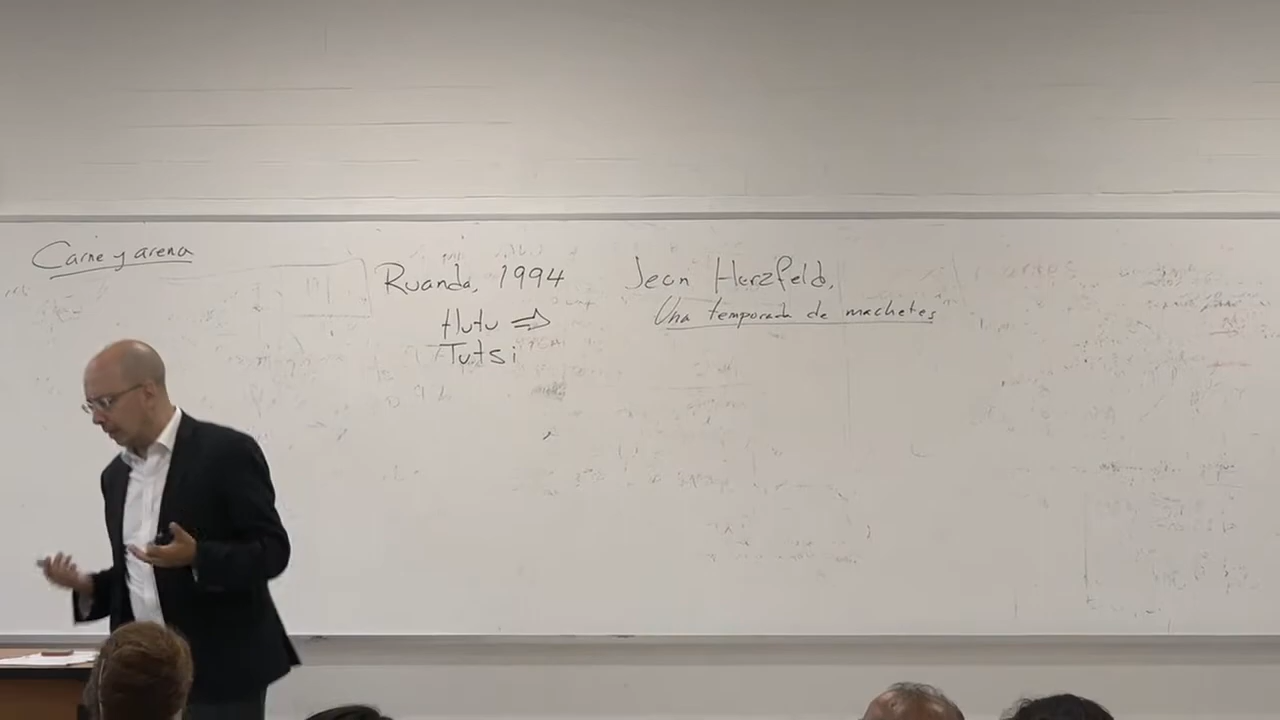 Carne y arena
Ruanda, 1994
Hutu ⇒
Tutsi
Jean Herzfeld,
Una temporada de machetes